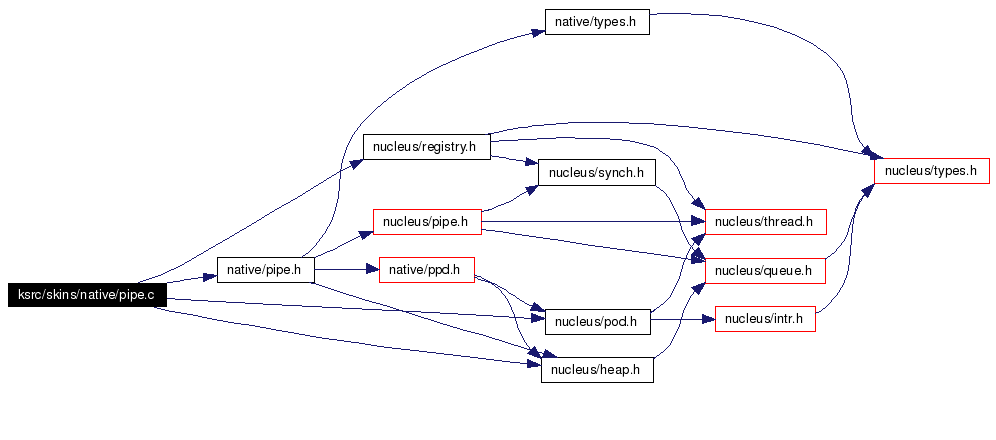 native/types.h
nucleus/registry.h
nucleus/synch.h
nucleus/types.h
nucleus/pipe.h
nucleus/thread.h
native/pipe.h
native/ppd.h
nucleus/queue.h
ksrc/skins/native/pipe.c
nucleus/pod.h
nucleus/intr.h
nucleus/heap.h